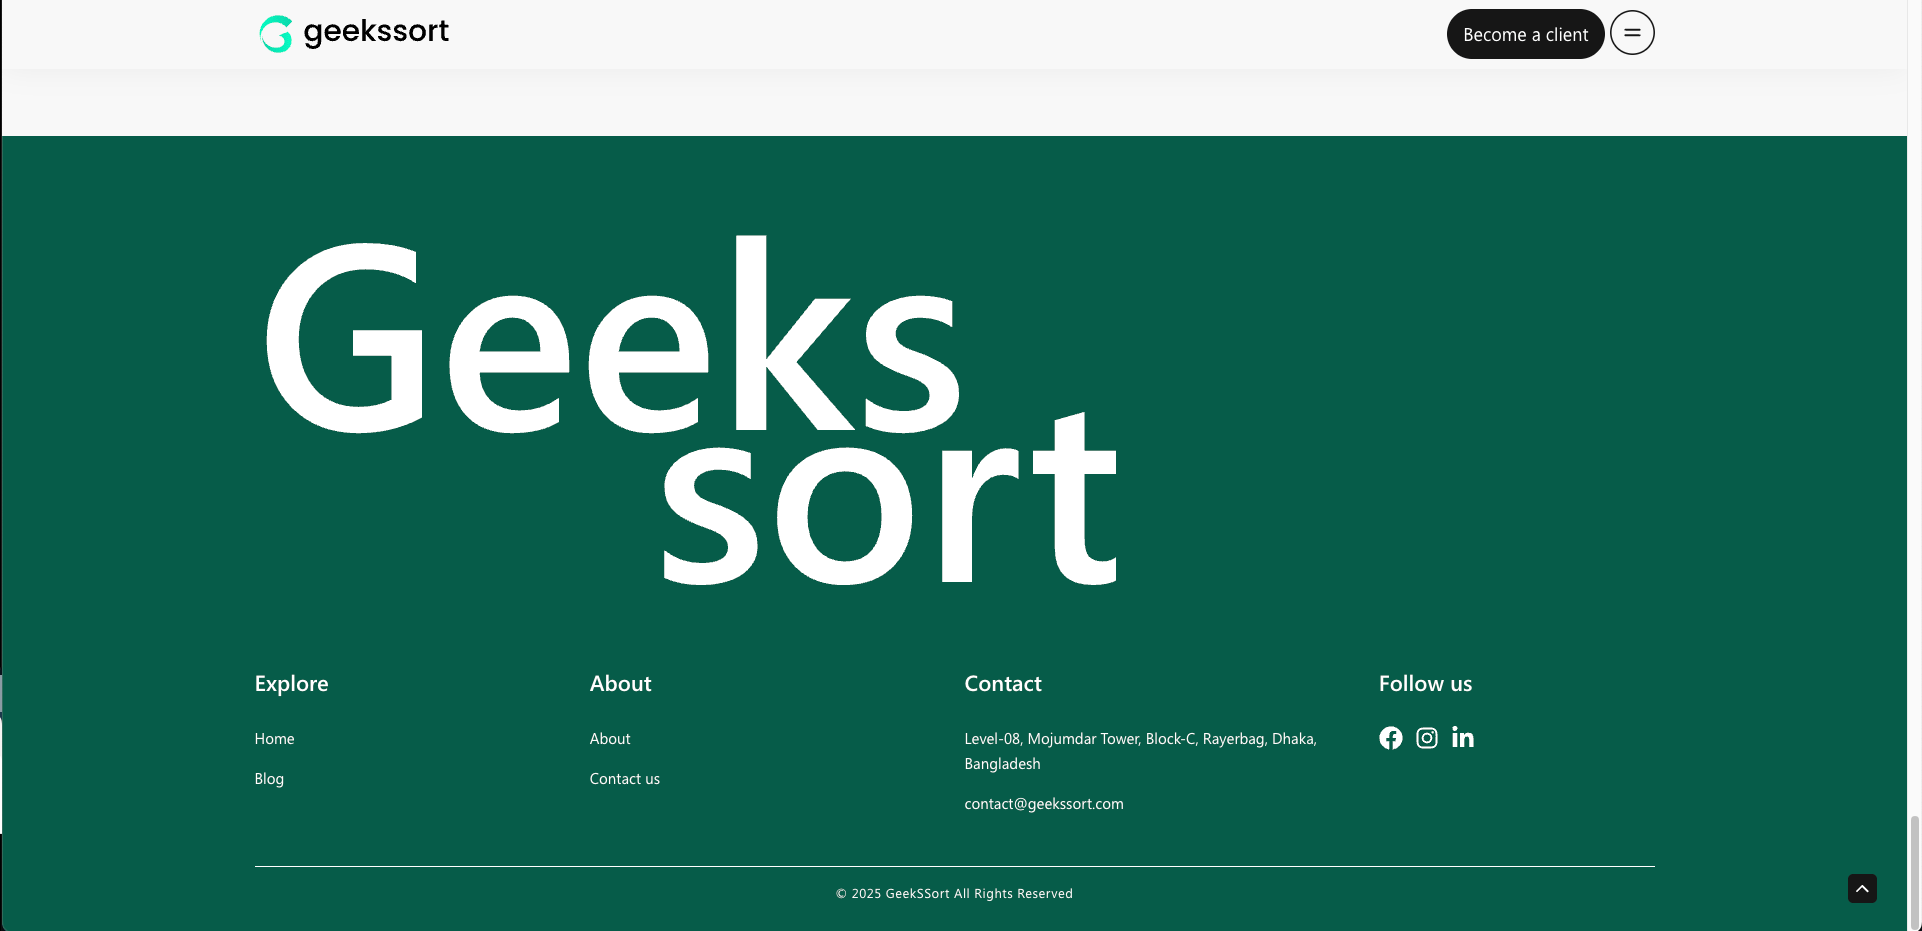 geekssort
Become a client
Geeks
sort
Explore
Home
Blog
About
About
Contact us
Contact
Level-08, Mojumdar Tower, Block-C, Rayerbag, Dhaka,
Bangladesh
contact@geekssort.com
Follow us
© 2025 GeekSSort All Rights Reserved